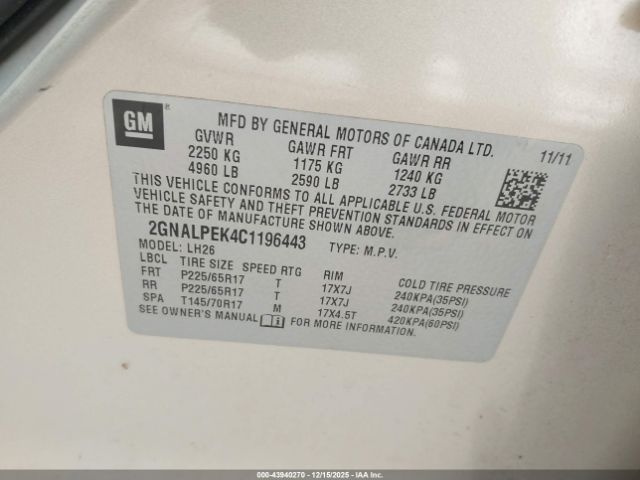 GM
MFD BY GENERAL MOTORS OF CANADA LTD.
GVWR GAWR FRT GAWR RR 11/11
2250 KG 1175 KG 1240 KG
4960 LB 2590 LB 2733 LB
THIS VEHICLE CONFORMS TO ALL APPLICABLE U.S. FEDERAL MOTOR
VEHICLE SAFETY AND THEFT PREVENTION STANDARDS IN EFFECT ON
THE DATE OF MANUFACTURE SHOWN ABOVE.
2GNALPEK4C1196443 TYPE: M.P.V.
MODEL: LH26
LBCL TIRE SIZE SPEED RTG RIM COLD TIRE PRESSURE
FRT P225/65R17 T 17X7J 240KPA(35PSI)
RR P225/65R17 T 17X7J 240KPA(35PSI)
SPA T145/70R17 M 17X4.5T 420KPA(60PSI)
SEE OWNER'S MANUAL FOR MORE INFORMATION.
000-43940270 - 12/15/2025 - IAAI.COM